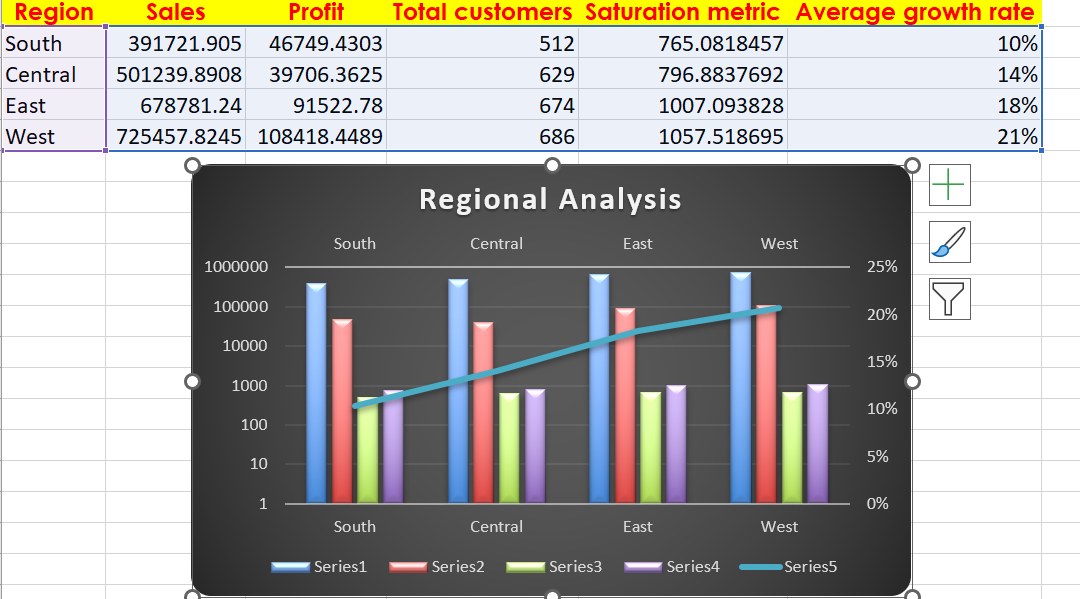 Region Sales Profit Total customers Saturation metric Average growth rate
South 391721.905 46749.4303 512 765.0818457 10%
Central 501239.8908 39706.3625 629 796.8837692 14%
East 678781.24 91522.78 674 1007.093828 18%
West 725457.8245 108418.4489 686 1057.518695 21%
Regional Analysis
South Central East West
1000000 25%
100000 20%
10000 15%
1000 10%
100 5%
10
1 0%
South Central East West
Series1 Series2 Series3 Series4 Series5